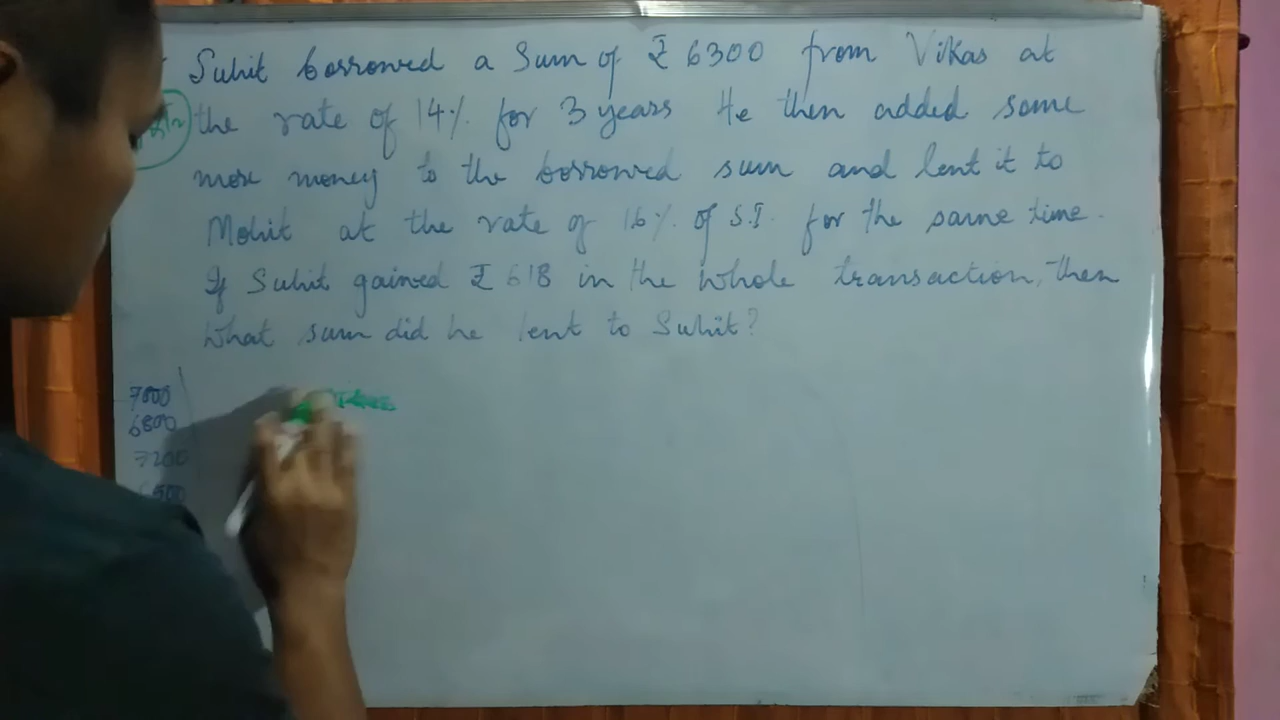 Suhit borrowed a Sum of ₹ 6300 from Vikas at
the rate of 14% for 3 years He then added some
more money to the borrowed sum and lent it to
Mohit at the rate of 16% of S.I. for the same time.
If Suhit gained ₹ 618 in the whole transaction, then
what sum did he lent to Suhit?
7800
6800
7200